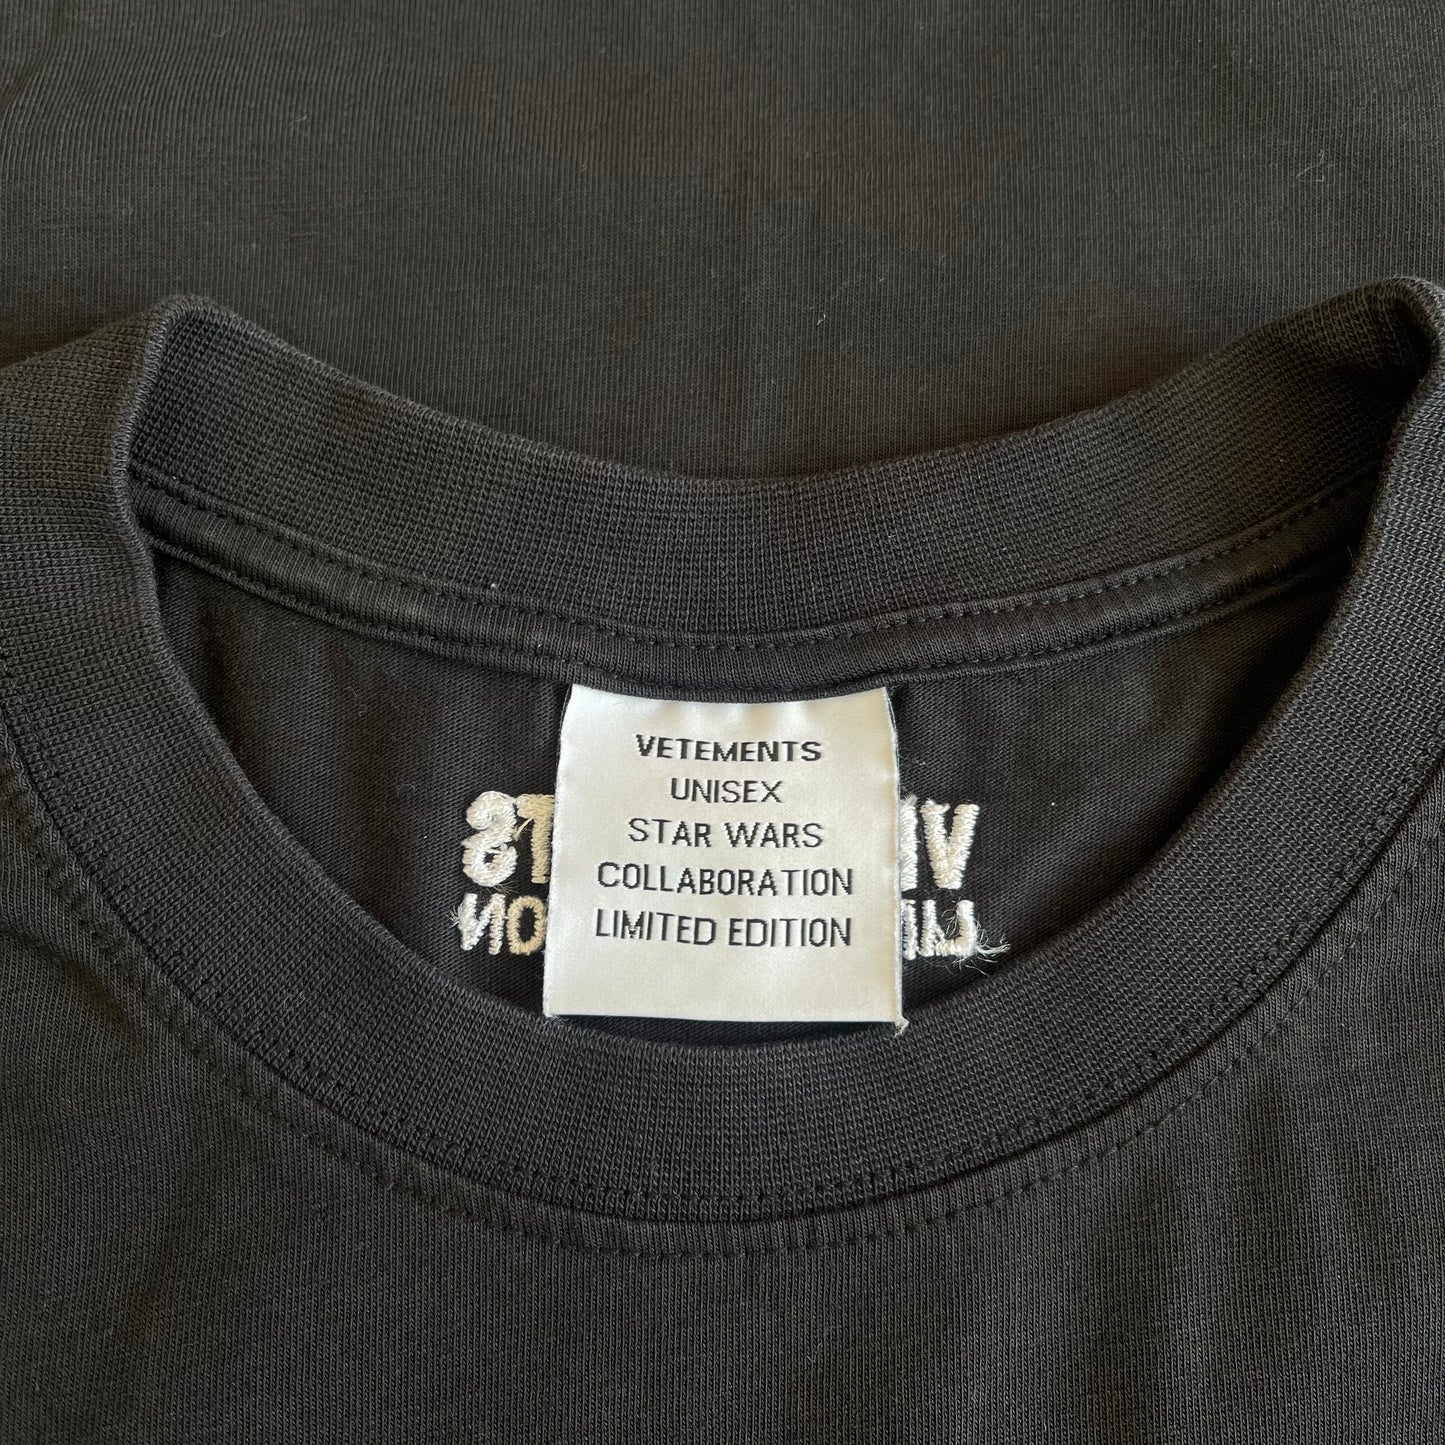 VETEMENTS
UNISEX
STAR WARS
COLLABORATION
LIMITED EDITION